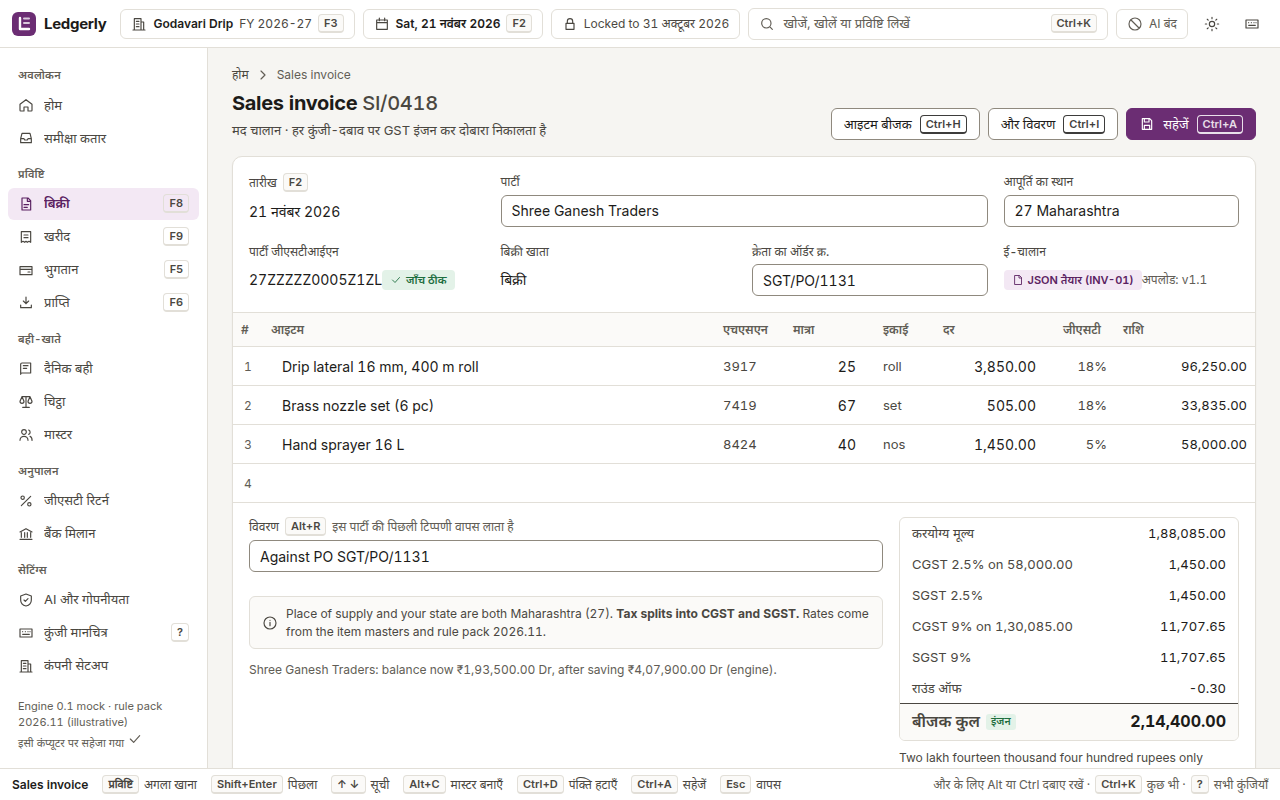 Ledgerly
Godavari Drip FY 2026-27 F3
Sat, 21 नवंबर 2026 F2
Locked to 31 अक्टूबर 2026
खोजें, खोलें या प्रविष्टि लिखें Ctrl+K
AI बंद
अवलोकन
होम
समीक्षा कतार
प्रविष्टि
बिक्री F8
खरीद F9
भुगतान F5
प्राप्ति F6
बही-खाते
दैनिक बही
चिट्ठा
मास्टर
अनुपालन
जीएसटी रिटर्न
बैंक मिलान
सेटिंग्स
AI और गोपनीयता
कुंजी मानचित्र ?
कंपनी सेटअप
Engine 0.1 mock · rule pack
2026.11 (illustrative)
इसी कंप्यूटर पर सहेजा गया
होम Sales invoice
Sales invoice SI/0418
मद चालान · हर कुंजी-दबाव पर GST इंजन कर दोबारा निकालता है
आइटम बीजक Ctrl+H
और विवरण Ctrl+I
सहेजें Ctrl+A
तारीख F2 पार्टी आपूर्ति का स्थान
21 नवंबर 2026 Shree Ganesh Traders 27 Maharashtra
पार्टी जीएसटीआईएन बिक्री खाता क्रेता का ऑर्डर क्र. ई-चालान
27ZZZZZ0005Z1ZL जाँच ठीक बिक्री SGT/PO/1131 JSON तैयार (INV-01) अपलोड: v1.1
# आइटम एचएसएन मात्रा इकाई दर जीएसटी राशि
1 Drip lateral 16 mm, 400 m roll 3917 25 roll 3,850.00 18% 96,250.00
2 Brass nozzle set (6 pc) 7419 67 set 505.00 18% 33,835.00
3 Hand sprayer 16 L 8424 40 nos 1,450.00 5% 58,000.00
4
विवरण Alt+R इस पार्टी की पिछली टिप्पणी वापस लाता है
Against PO SGT/PO/1131
Place of supply and your state are both Maharashtra (27). Tax splits into CGST and SGST. Rates come
from the item masters and rule pack 2026.11.
Shree Ganesh Traders: balance now ₹1,93,500.00 Dr, after saving ₹4,07,900.00 Dr (engine).
करयोग्य मूल्य 1,88,085.00
CGST 2.5% on 58,000.00 1,450.00
SGST 2.5% 1,450.00
CGST 9% on 1,30,085.00 11,707.65
SGST 9% 11,707.65
राउंड ऑफ -0.30
बीजक कुल इंजन 2,14,400.00
Two lakh fourteen thousand four hundred rupees only
Sales invoice प्रविष्टि अगला खाना Shift+Enter पिछला ↑ ↓ सूची Alt+C मास्टर बनाएँ Ctrl+D पंक्ति हटाएँ Ctrl+A सहेजें Esc वापस और के लिए Alt या Ctrl दबाए रखें · Ctrl+K कुछ भी · ? सभी कुंजियाँ